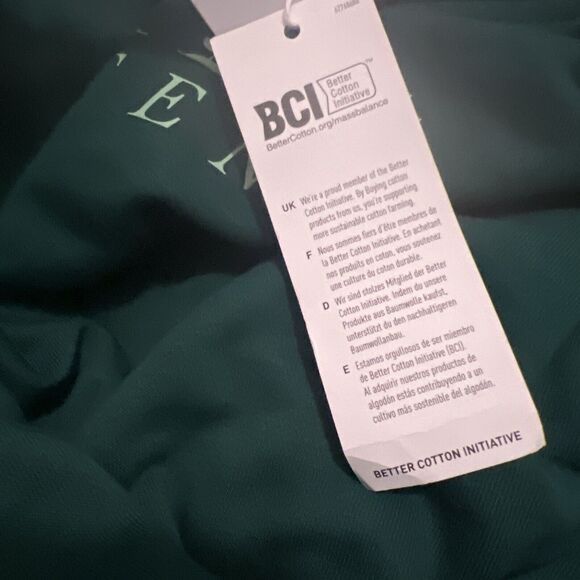 BCI Better
Cotton
Initiative™
BetterCotton.org/massbalance
UK We're a proud member of the Better
Cotton Initiative. By Buying cotton
products from us, you're supporting
more sustainable cotton farming.
F Nous sommes fiers d'être membres de
la Better Cotton Initiative. En achetant
nos produits en coton, vous soutenez
une culture du coton durable.
D Wir sind stolzes Mitglied der Better
Cotton Initiative. Indem du unsere
Produkte aus Baumwolle kaufst,
unterstützt du den nachhaltigeren
Baumwollanbau.
E Estamos orgullosos de ser miembro
de Better Cotton Initiative (BCI).
Al adquirir nuestros productos de
algodón estás contribuyendo a un
cultivo más sostenible del algodón.
BETTER COTTON INITIATIVE